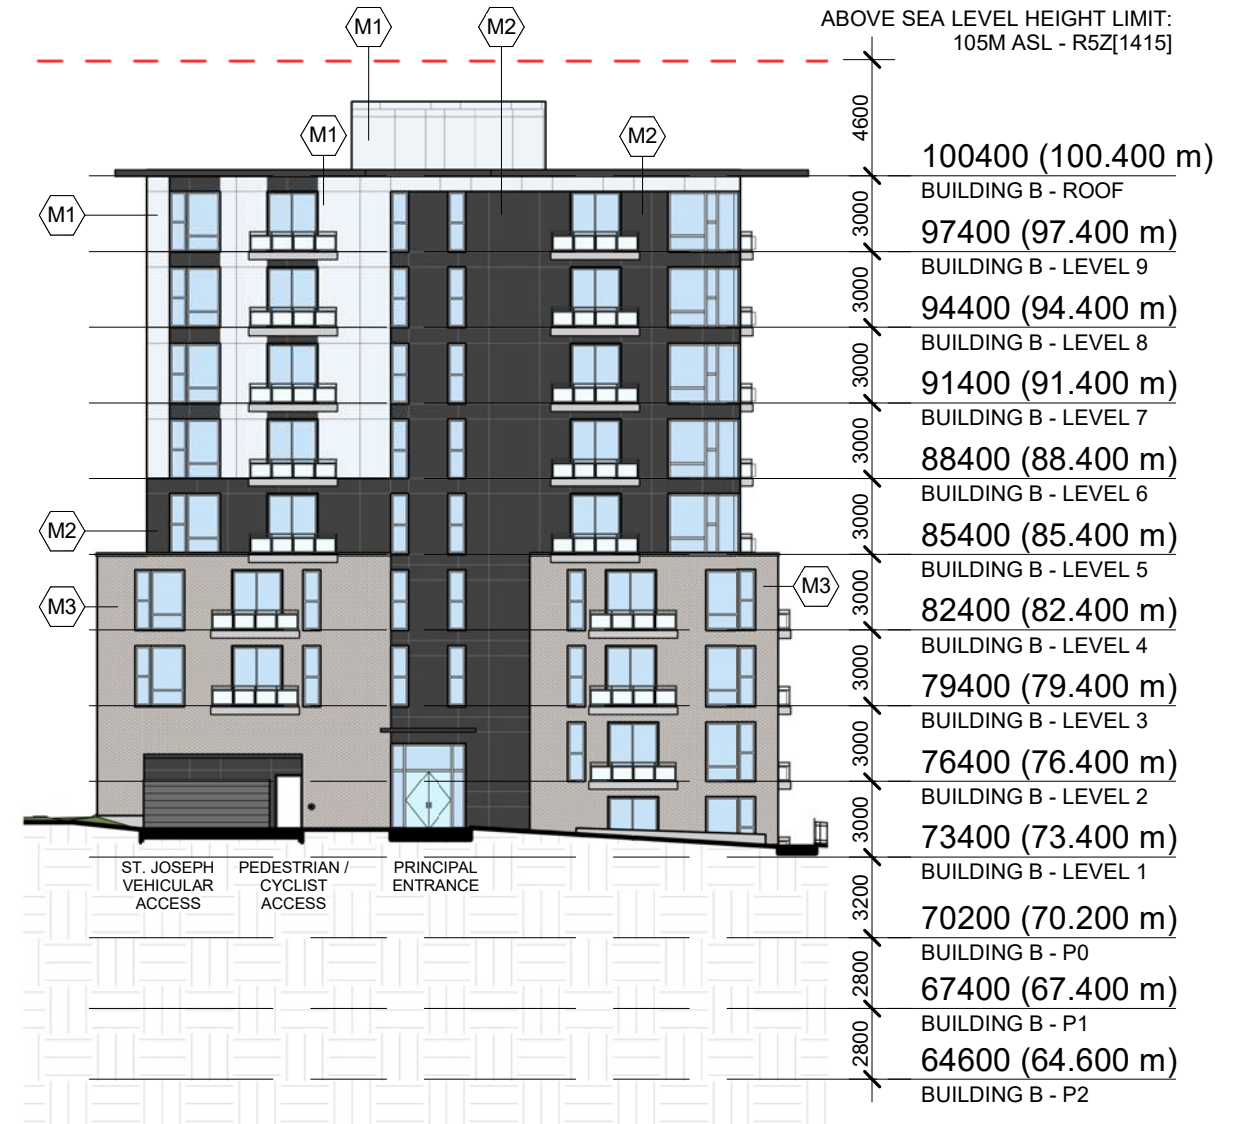 M1
M2
ABOVE SEA LEVEL HEIGHT LIMIT:
105M ASL - R5Z[1415]
4600
M1
M2
100400 (100.400 m)
BUILDING B - ROOF
M1
3000
97400 (97.400 m)
BUILDING B - LEVEL 9
3000
94400 (94.400 m)
BUILDING B - LEVEL 8
3000
91400 (91.400 m)
BUILDING B - LEVEL 7
3000
88400 (88.400 m)
BUILDING B - LEVEL 6
M2
3000
85400 (85.400 m)
BUILDING B - LEVEL 5
M3
M3
3000
82400 (82.400 m)
BUILDING B - LEVEL 4
3000
79400 (79.400 m)
BUILDING B - LEVEL 3
3000
76400 (76.400 m)
BUILDING B - LEVEL 2
3000
73400 (73.400 m)
BUILDING B - LEVEL 1
ST. JOSEPH
VEHICULAR
ACCESS
PEDESTRIAN /
CYCLIST
ACCESS
PRINCIPAL
ENTRANCE
3200
70200 (70.200 m)
BUILDING B - P0
2800
67400 (67.400 m)
BUILDING B - P1
2800
64600 (64.600 m)
BUILDING B - P2